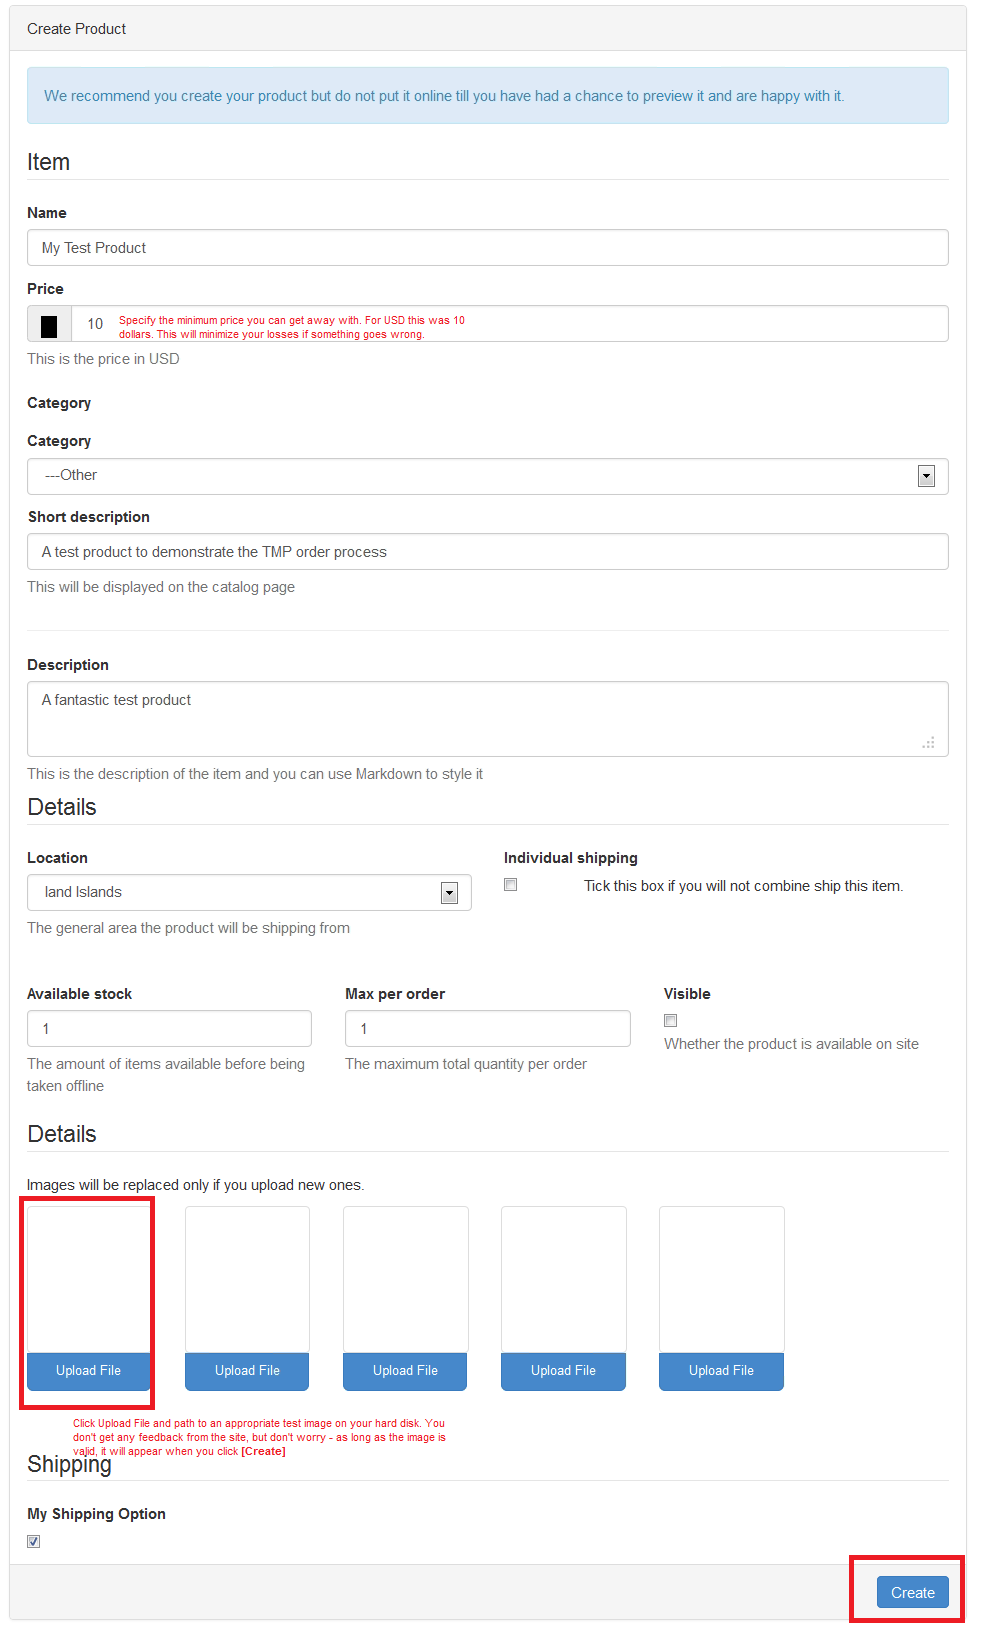 Create Product
We recommend you create your product but do not put it online till you have had a chance to preview it and are happy with it.
Item
Name
My Test Product
Price
10
Specify the minimum price you can get away with. For USD this was 10
dollars. This will minimize your losses if something goes wrong.
This is the price in USD
Category
Category
---Other
Short description
A test product to demonstrate the TMP order process
This will be displayed on the catalog page
Description
A fantastic test product
This is the description of the item and you can use Markdown to style it
Details
Location
Individual shipping
land Islands
Tick this box if you will not combine ship this item.
The general area the product will be shipping from
Available stock
Max per order
Visible
1
1
The amount of items available before being
taken offline
The maximum total quantity per order
Whether the product is available on site
Details
Images will be replaced only if you upload new ones.
Upload File
Upload File
Upload File
Upload File
Upload File
Click Upload File and path to an appropriate test image on your hard disk. You
don't get any feedback from the site, but don't worry - as long as the image is
valid, it will appear when you click [Create]
Shipping
My Shipping Option
Create